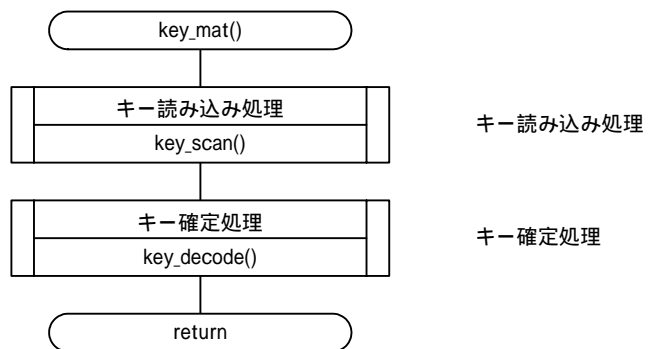 key_mat()
キー読み込み処理
key_scan()
キー読み込み処理
キー確定処理
key_decode()
キー確定処理
return